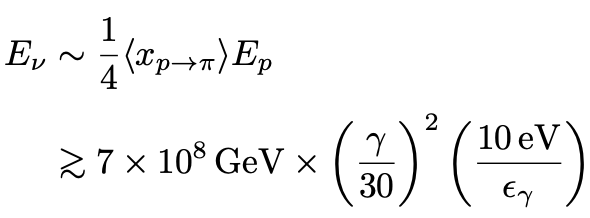 E_ν ∼ 1/4 ⟨x_{p→π}⟩ E_p
≳ 7 × 10^8 GeV × (γ/30)^2 (10 eV/ϵ_γ)